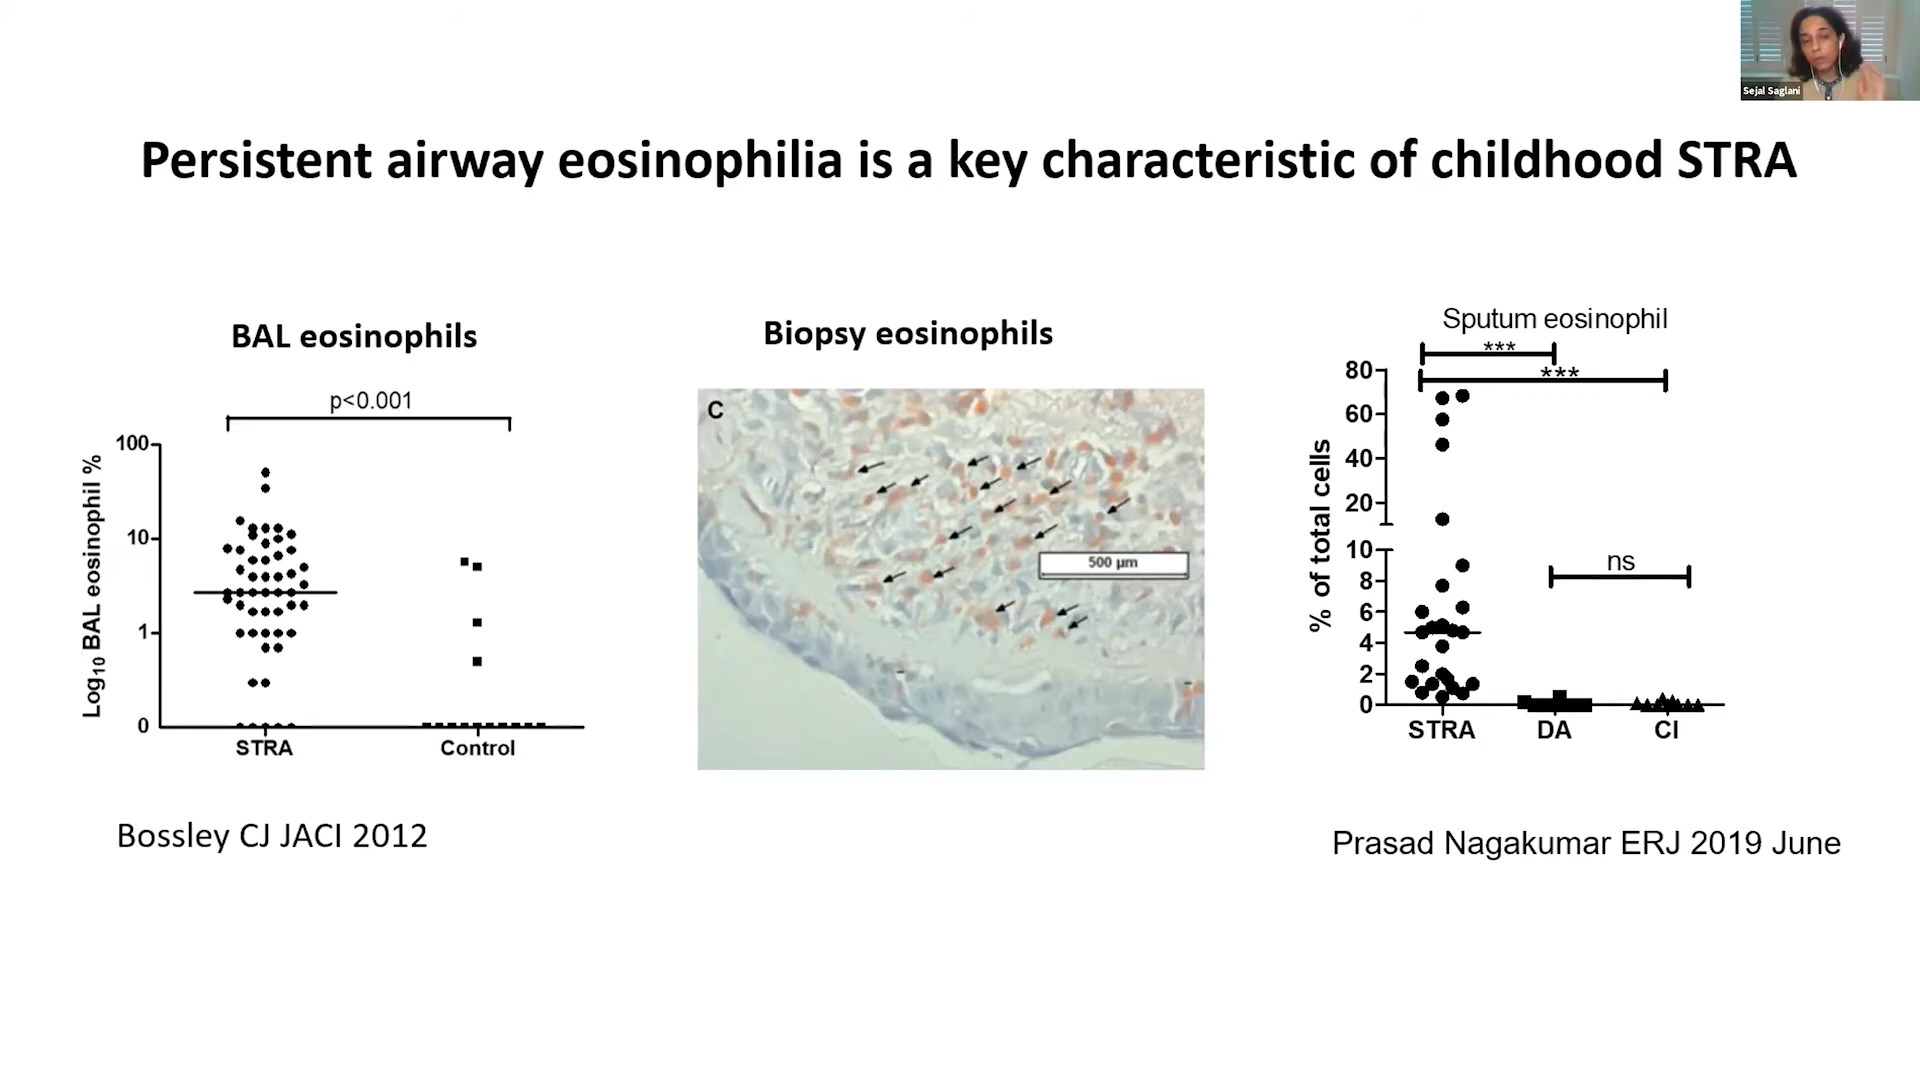 Sejal Saglani
Persistent airway eosinophilia is a key characteristic of childhood STRA
BAL eosinophils
p<0.001
Log10 BAL eosinophil %
100
10
1
0
STRA
Control
Bossley CJ JACI 2012
Biopsy eosinophils
C
500 µm
Sputum eosinophil
***
***
% of total cells
80
60
40
20
10
8
6
4
2
0
ns
STRA
DA
CI
Prasad Nagakumar ERJ 2019 June